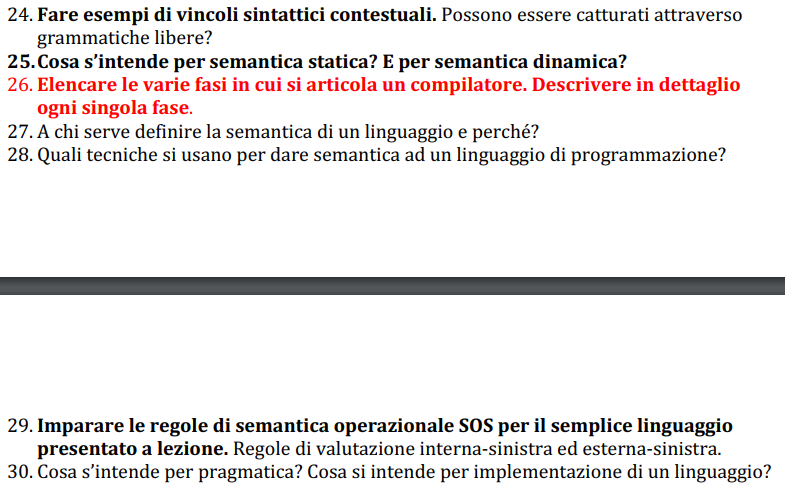 24. Fare esempi di vincoli sintattici contestuali. Possono essere catturati attraverso
grammatiche libere?
25. Cosa s’intende per semantica statica? E per semantica dinamica?
26. Elencare le varie fasi in cui si articola un compilatore. Descrivere in dettaglio
ogni singola fase.
27. A chi serve definire la semantica di un linguaggio e perché?
28. Quali tecniche si usano per dare semantica ad un linguaggio di programmazione?
29. Imparare le regole di semantica operazionale SOS per il semplice linguaggio
presentato a lezione. Regole di valutazione interna-sinistra ed esterna-sinistra.
30. Cosa s’intende per pragmatica? Cosa si intende per implementazione di un linguaggio?